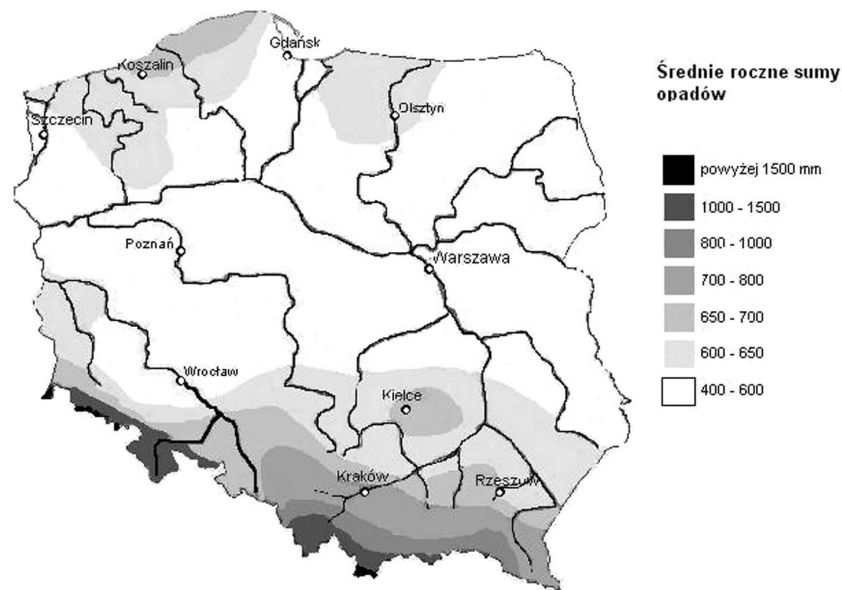 Gdańsk
Koszalin
Szczecin
Olsztyn
Poznań
Warszawa
Wrocław
Kielce
Kraków
Rzeszów
Średnie roczne sumy
opadów
powyżej 1500 mm
1000 - 1500
800 - 1000
700 - 800
650 - 700
600 - 650
400 - 600